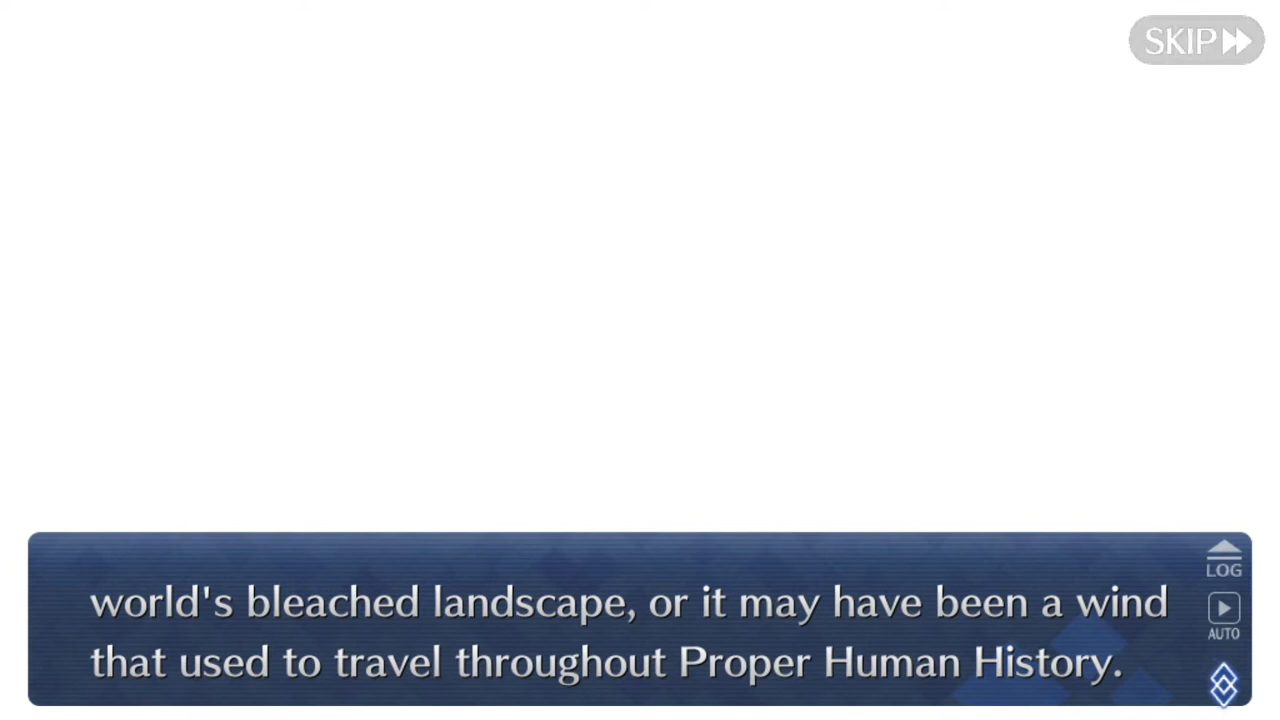 SKIP
world's bleached landscape, or it may have been a wind
that used to travel throughout Proper Human History.
LOG
AUTO